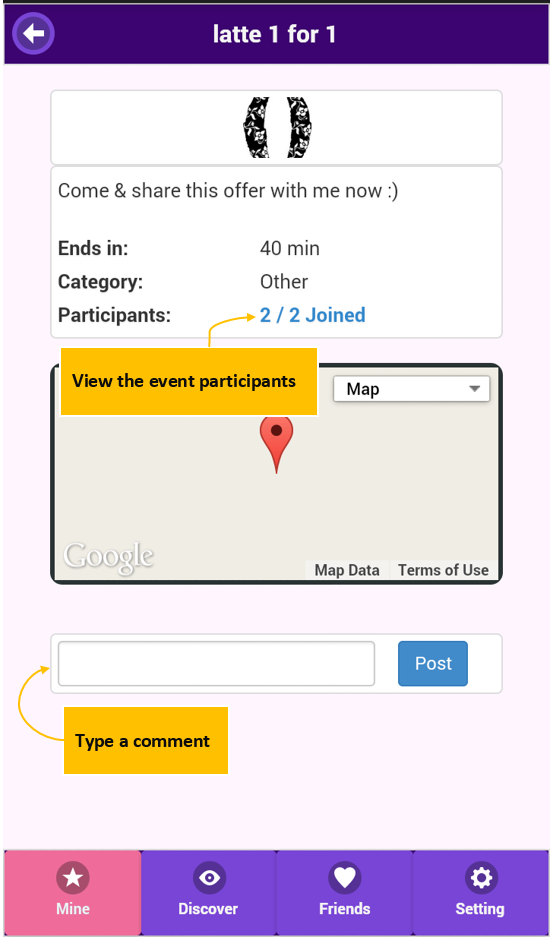 latte 1 for 1
Come & share this offer with me now :)
Ends in: 40 min
Category: Other
Participants: 2 / 2 Joined
View the event participants
Map
Google
Map Data Terms of Use
Post
Type a comment
Mine Discover Friends Setting